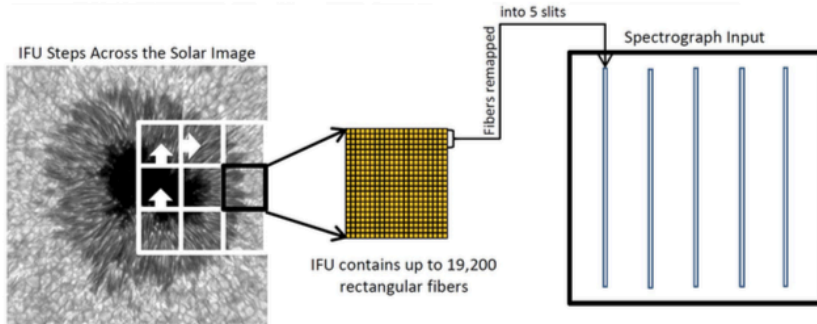 into 5 slits
IFU Steps Across the Solar Image
Spectrograph Input
Fibers remapped
IFU contains up to 19,200
rectangular fibers